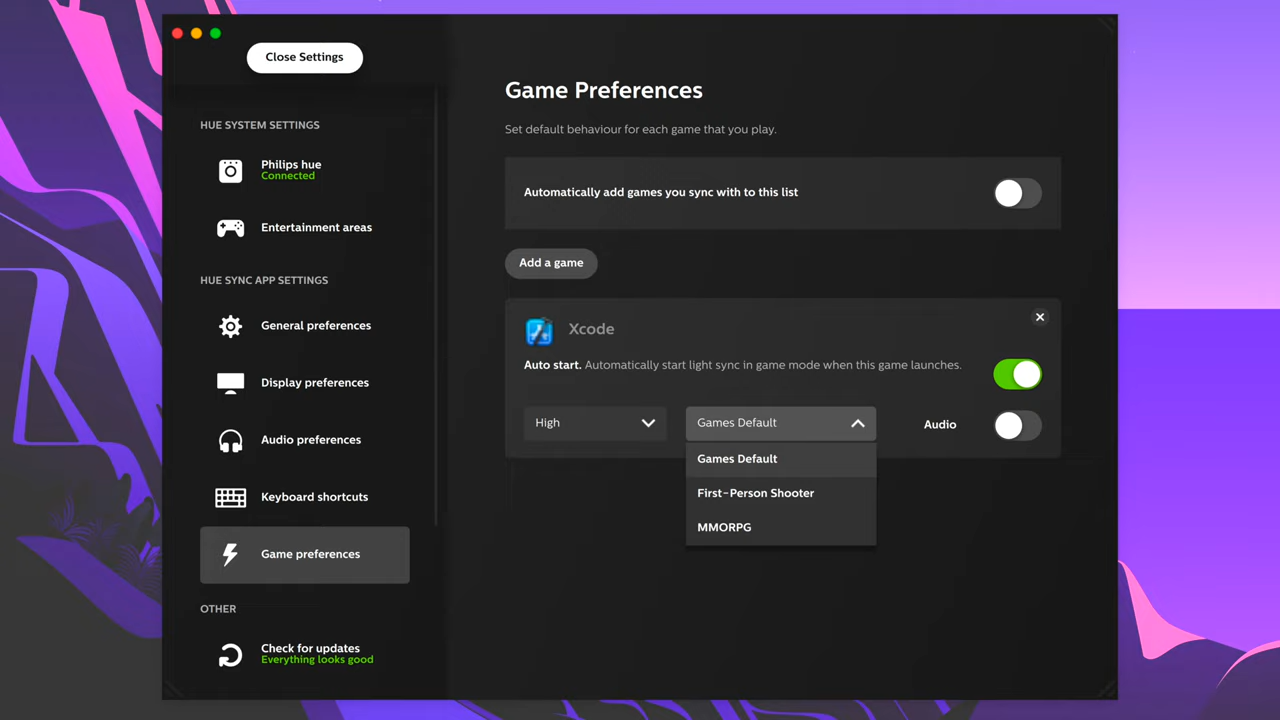 Close Settings
HUE SYSTEM SETTINGS
Philips hue
Connected
Entertainment areas
HUE SYNC APP SETTINGS
General preferences
Display preferences
Audio preferences
Keyboard shortcuts
Game preferences
OTHER
Check for updates
Everything looks good
Game Preferences
Set default behaviour for each game that you play.
Automatically add games you sync with to this list
Add a game
Xcode
Auto start. Automatically start light sync in game mode when this game launches.
High
Games Default
Audio
Games Default
First-Person Shooter
MMORPG